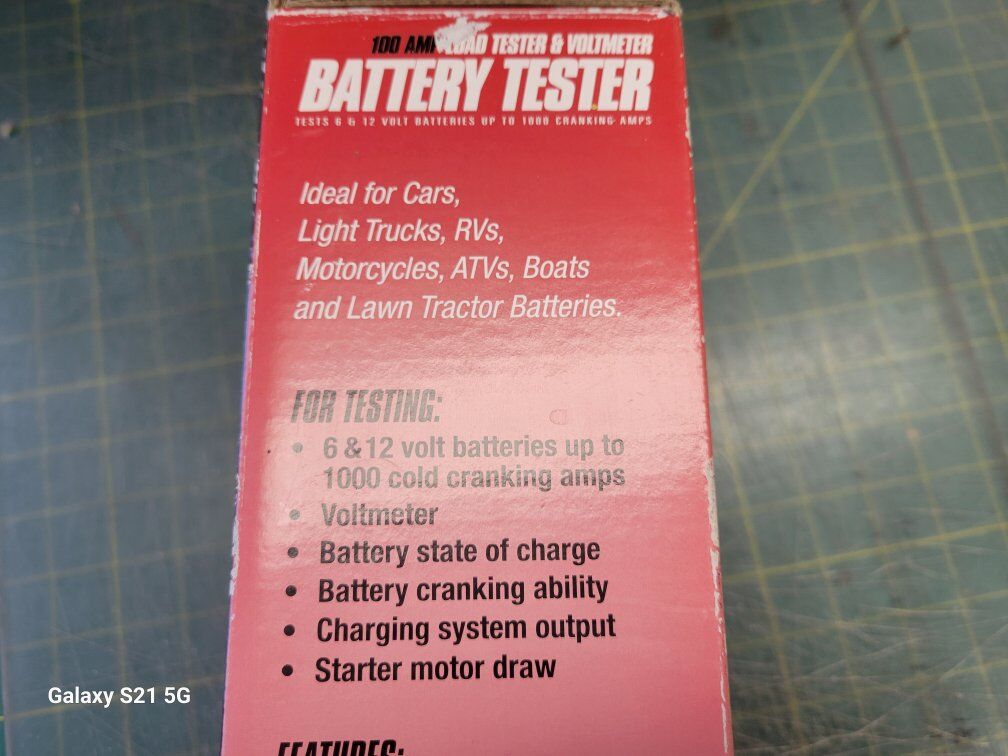 100 AMP LOAD TESTER & VOLTMETER
BATTERY TESTER
TESTS 6 & 12 VOLT BATTERIES UP TO 1000 CRANKING AMPS
Ideal for Cars,
Light Trucks, RVs,
Motorcycles, ATVs, Boats
and Lawn Tractor Batteries.
FOR TESTING:
• 6 & 12 volt batteries up to
1000 cold cranking amps
• Voltmeter
• Battery state of charge
• Battery cranking ability
• Charging system output
• Starter motor draw
FEATURES:
Galaxy S21 5G